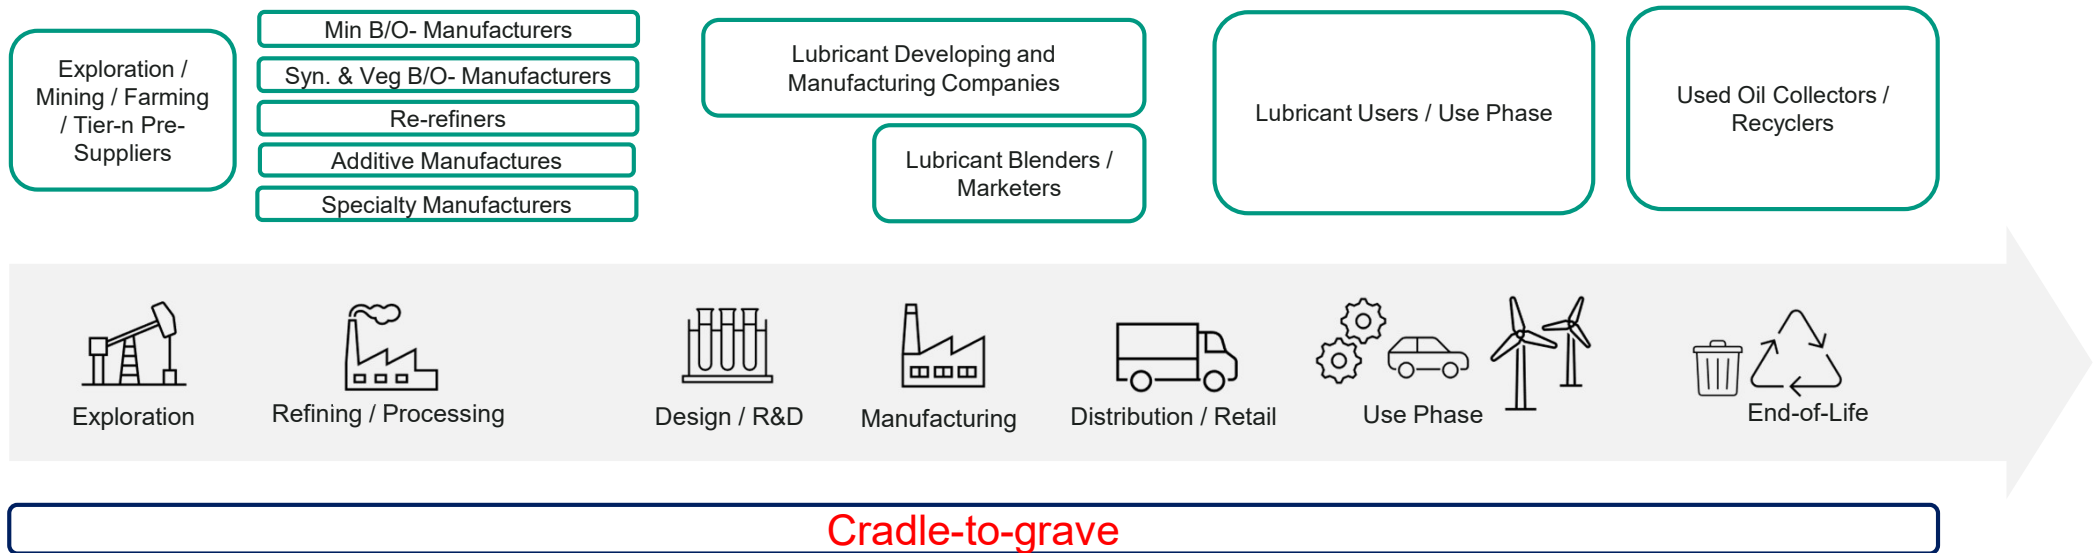 Exploration /
Mining / Farming
/ Tier-n Pre-
Suppliers
Min B/O- Manufacturers
Syn. & Veg B/O- Manufacturers
Re-refiners
Additive Manufactures
Specialty Manufacturers
Lubricant Developing and
Manufacturing Companies
Lubricant Blenders /
Marketers
Lubricant Users / Use Phase
Used Oil Collectors /
Recyclers
Exploration
Refining / Processing
Design / R&D
Manufacturing
Distribution / Retail
Use Phase
End-of-Life
Cradle-to-grave